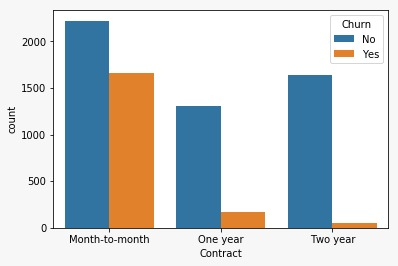 Churn
No
Yes
2000
1500
1000
500
0
count
Month-to-month
One year
Two year
Contract